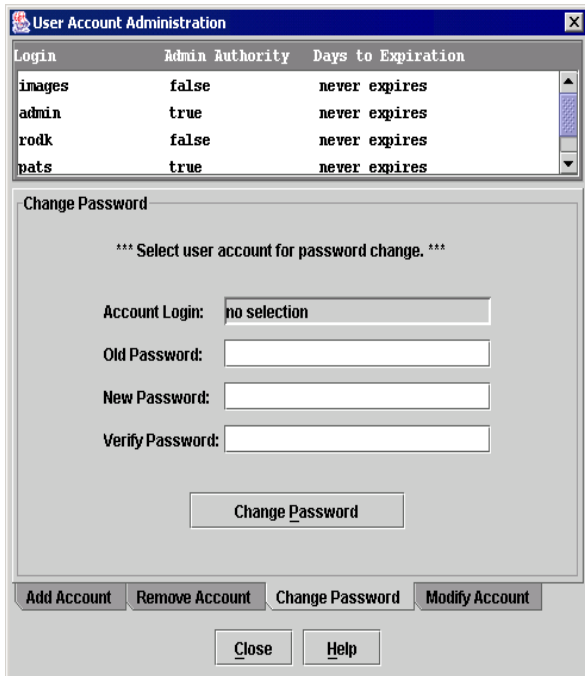 User Account Administration
Login Admin Authority Days to Expiration
images false never expires
admin true never expires
rodk false never expires
pats true never expires
Change Password
*** Select user account for password change. ***
Account Login: no selection
Old Password:
New Password:
Verify Password:
Change Password
Add Account Remove Account Change Password Modify Account
Close Help